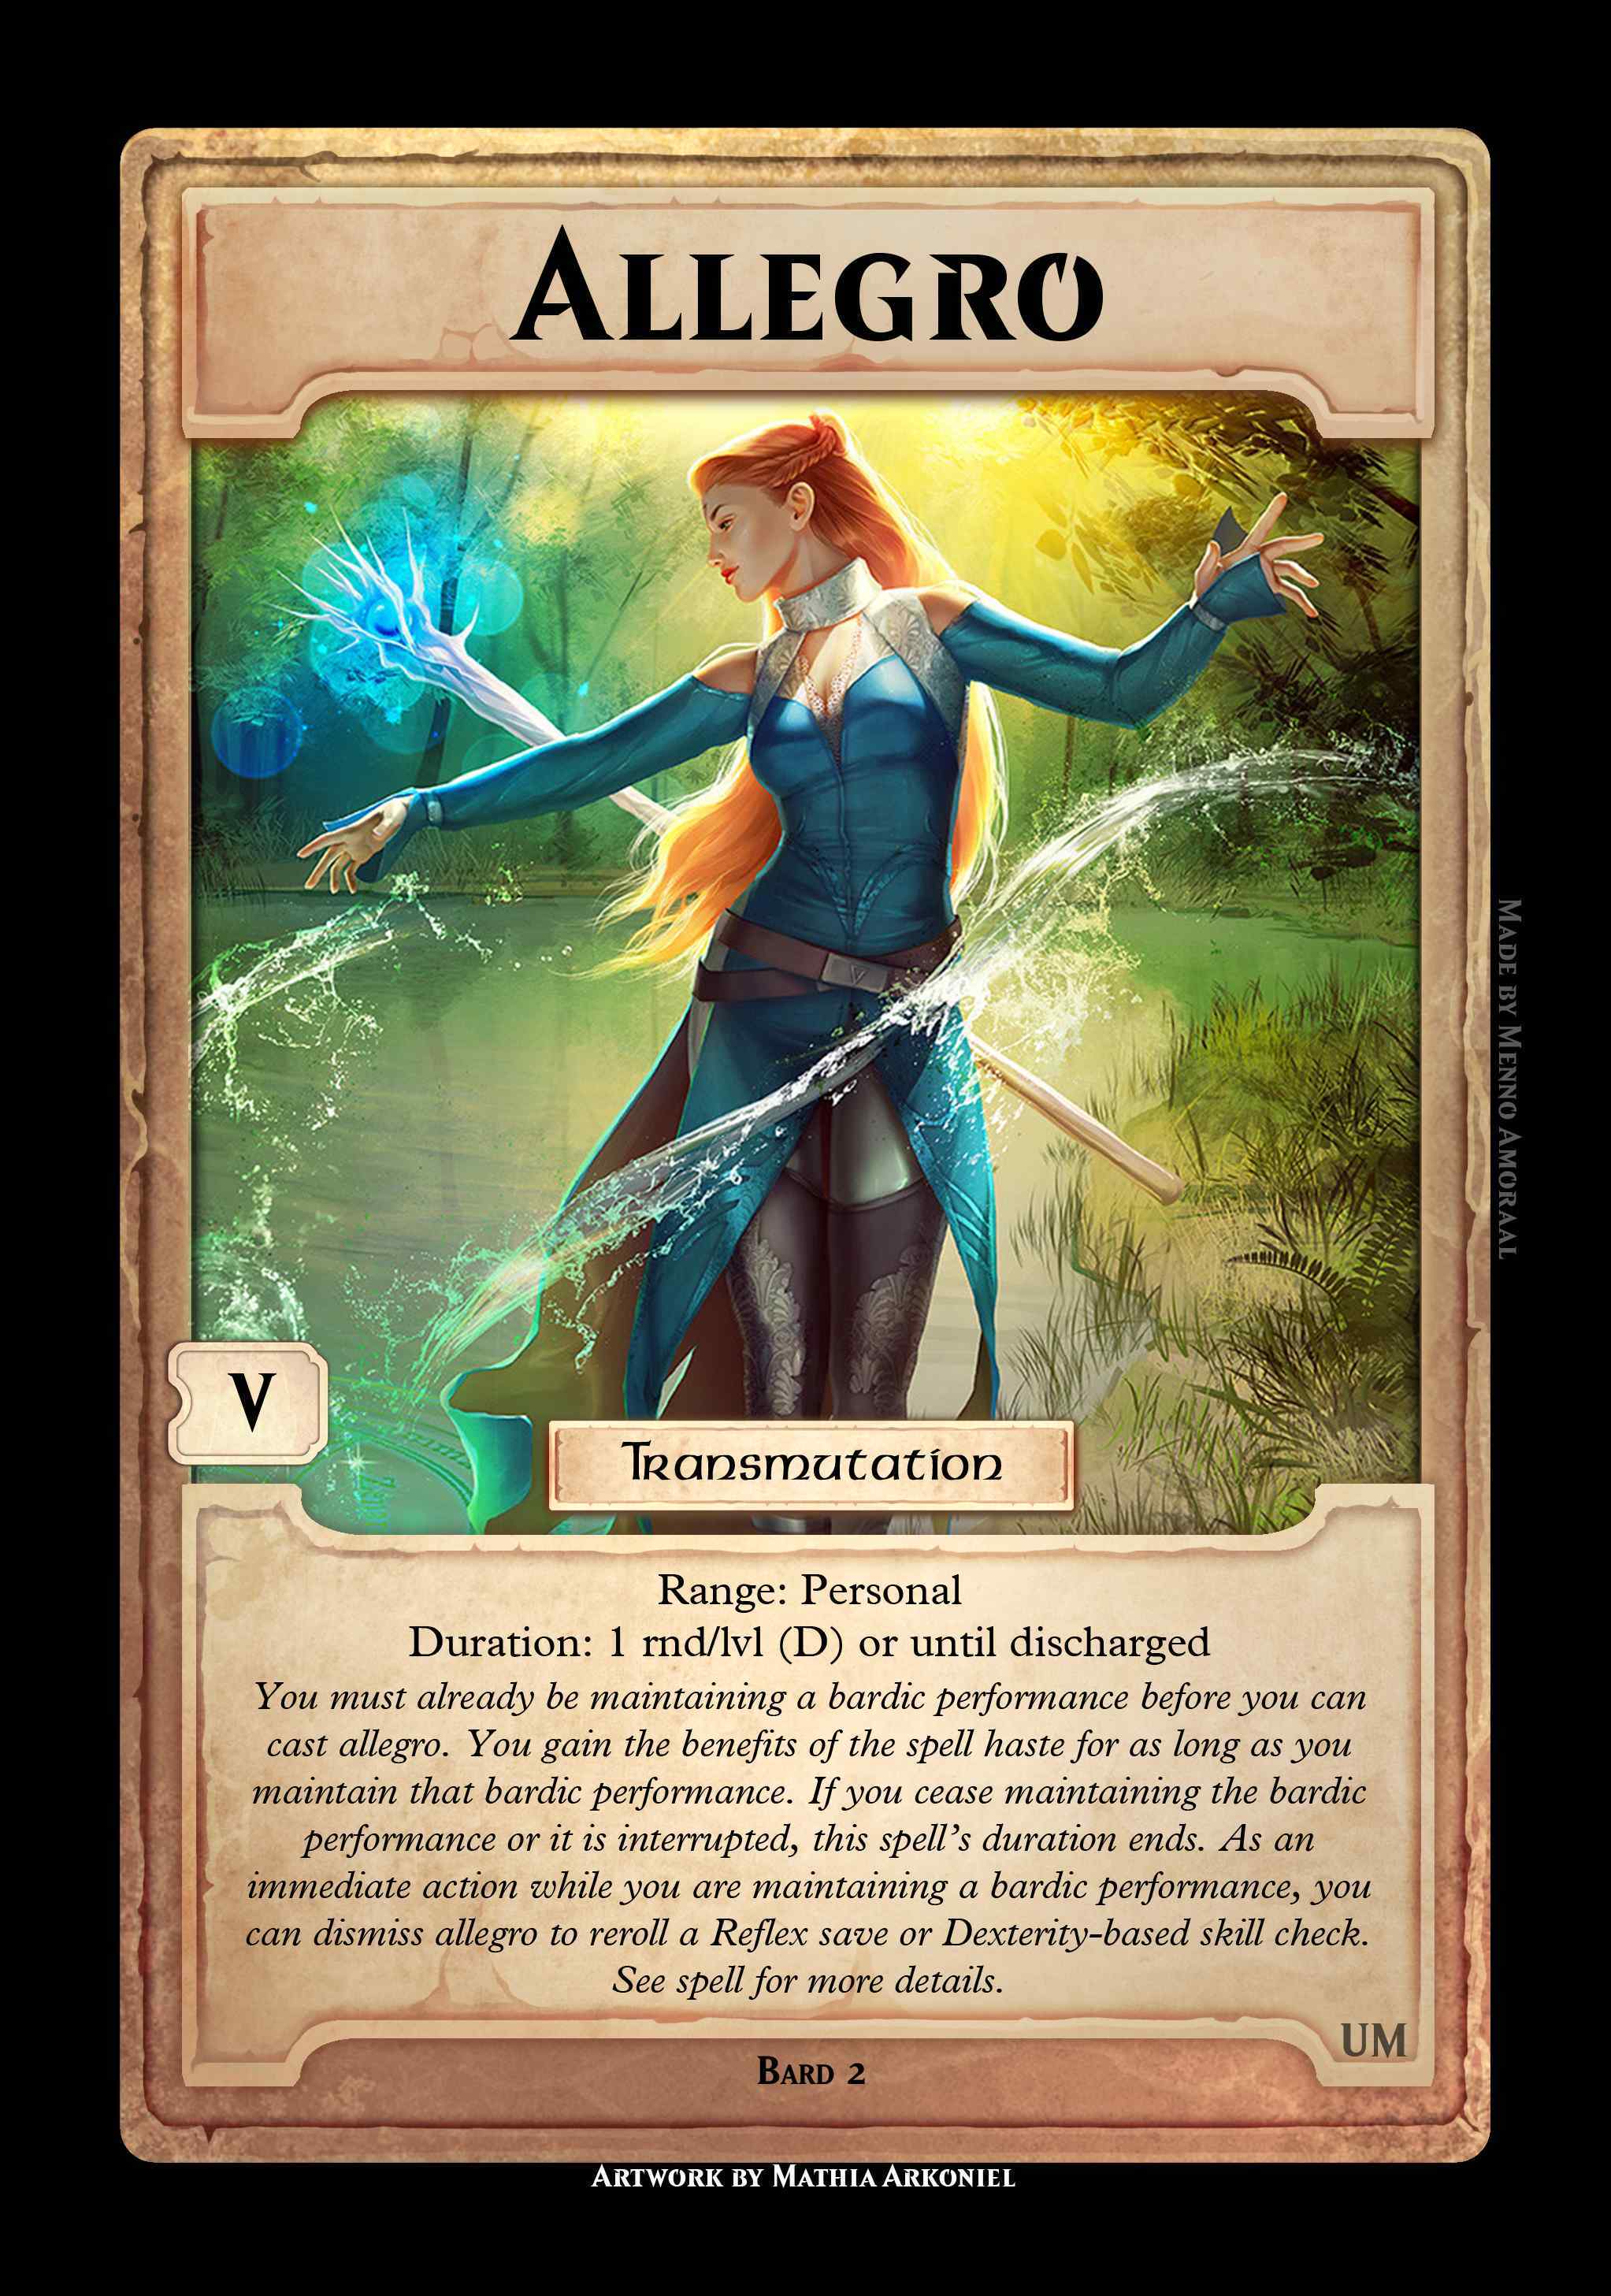 Allegro
V
Transmutation
Range: Personal
Duration: 1 rnd/lvl (D) or until discharged
You must already be maintaining a bardic performance before you can
cast allegro. You gain the benefits of the spell haste for as long as you
maintain that bardic performance. If you cease maintaining the bardic
performance or it is interrupted, this spell's duration ends. As an
immediate action while you are maintaining a bardic performance, you
can dismiss allegro to reroll a Reflex save or Dexterity-based skill check.
See spell for more details.
UM
Bard 2
Artwork by Mathia Arkoniel
Made by Menno Amoraal